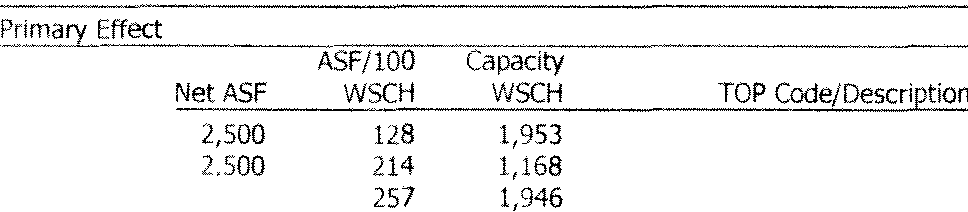 Primary Effect
ASF/100 Capacity
Net ASF WSCH WSCH TOP Code/Description
2,500 128 1,953
2.500 214 1,168
257 1,946